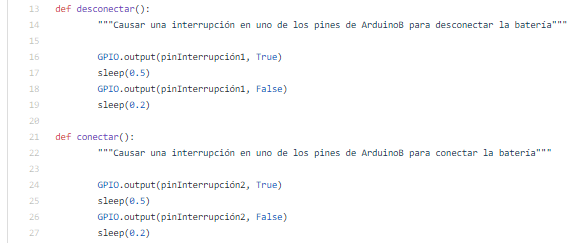 13 def desconectar():
14 """Causar una interrupción en uno de los pines de ArduinoB para desconectar la batería"""
15
16 GPIO.output(pinInterrupción1, True)
17 sleep(0.5)
18 GPIO.output(pinInterrupción1, False)
19 sleep(0.2)
20
21 def conectar():
22 """Causar una interrupción en uno de los pines de ArduinoB para conectar la batería"""
23
24 GPIO.output(pinInterrupción2, True)
25 sleep(0.5)
26 GPIO.output(pinInterrupción2, False)
27 sleep(0.2)